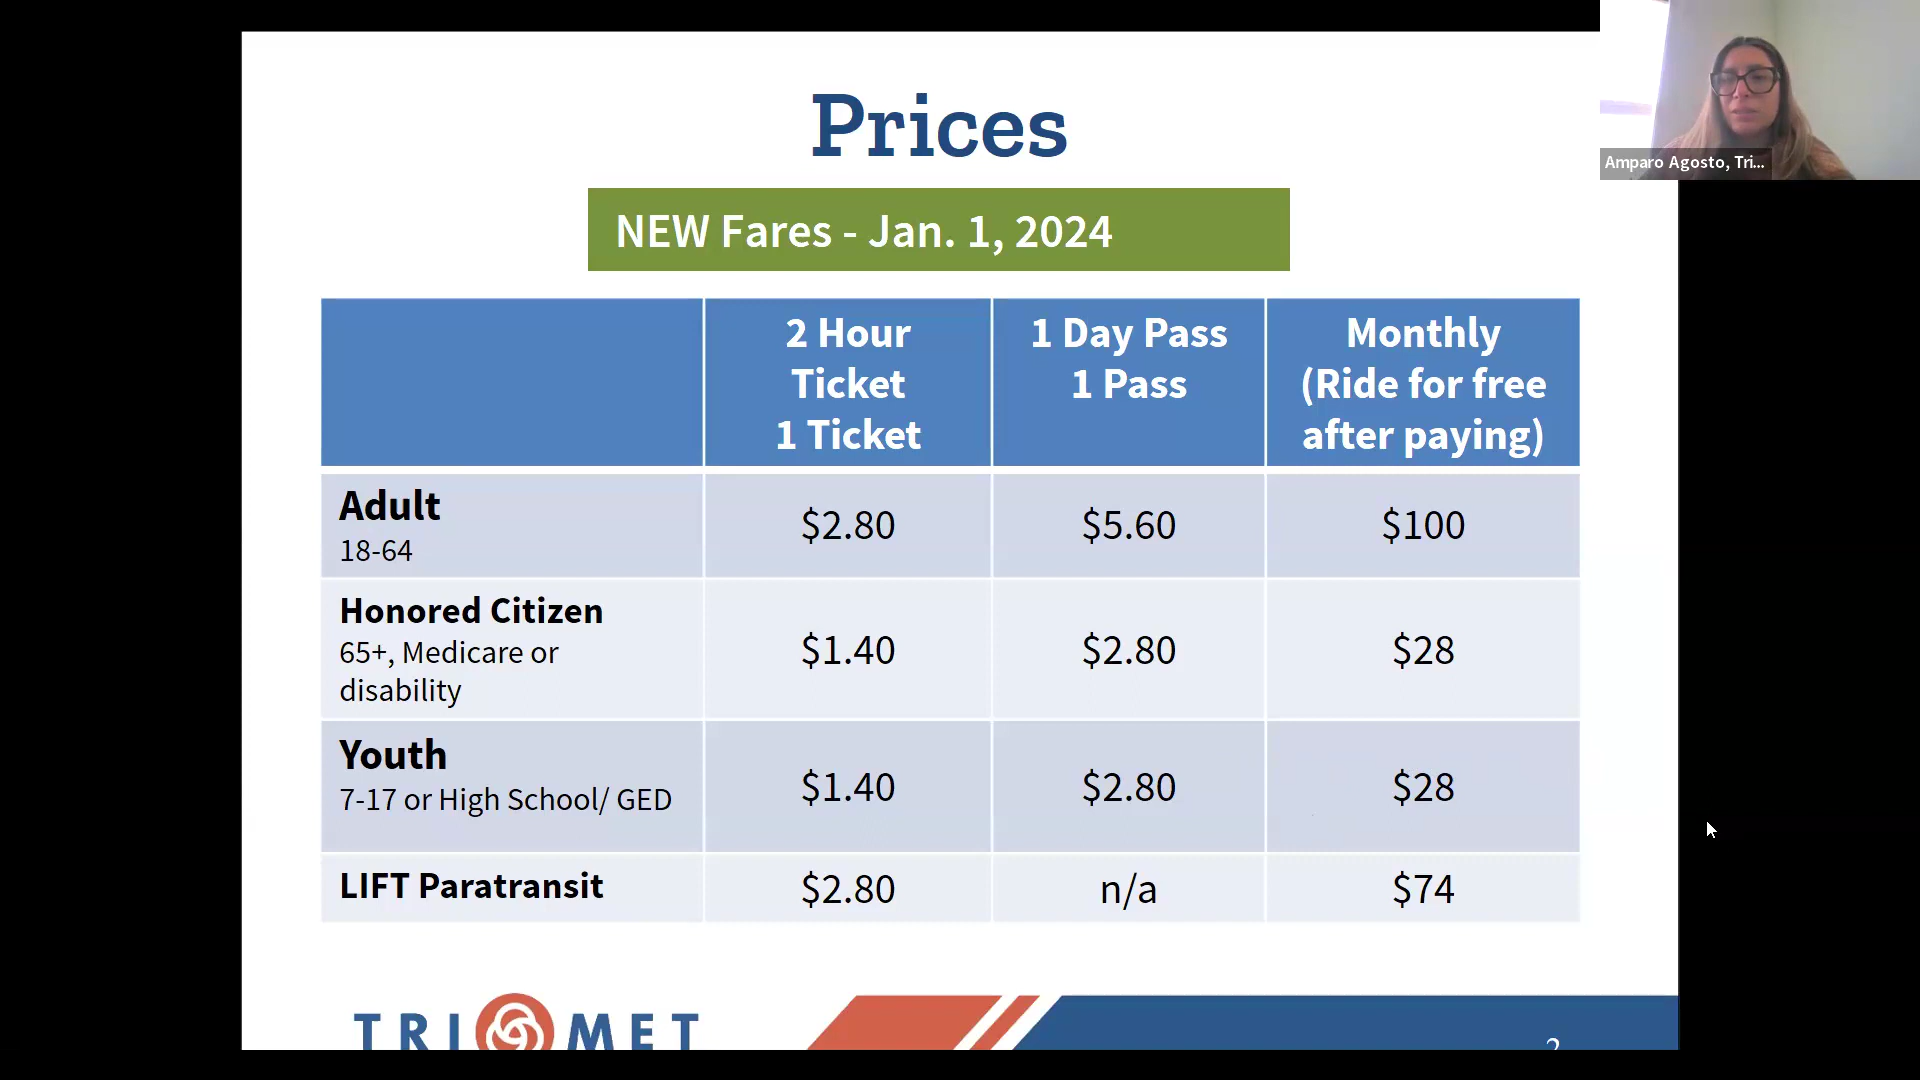 Prices
NEW Fares - Jan. 1, 2024
2 Hour
Ticket
1 Ticket
1 Day Pass
1 Pass
Monthly
(Ride for free
after paying)
Adult
18-64
$2.80
$5.60
$100
Honored Citizen
65+, Medicare or
disability
$1.40
$2.80
$28
Youth
7-17 or High School/ GED
$1.40
$2.80
$28
LIFT Paratransit
$2.80
n/a
$74
TRI MET
2
Amparo Agosto, Tri...